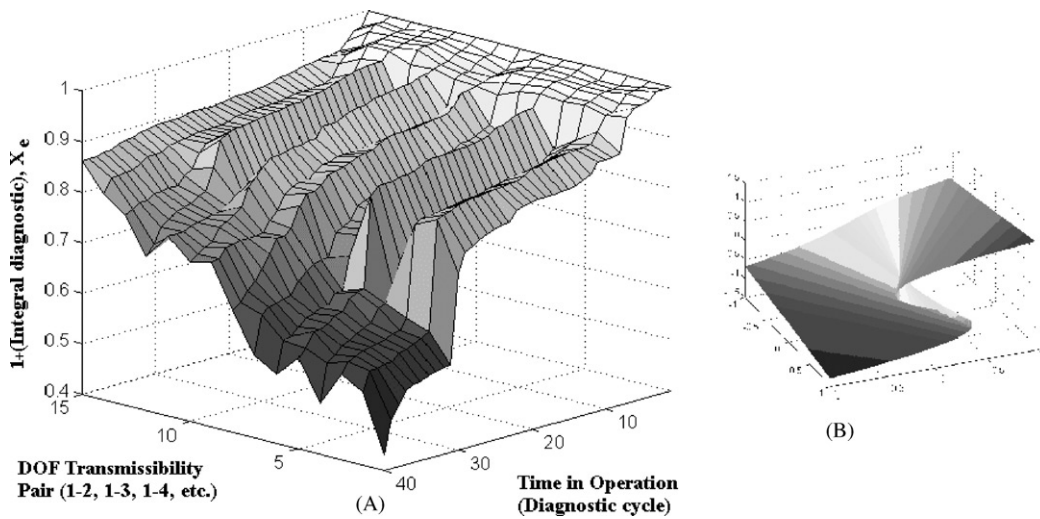 1
0.9
0.8
0.7
0.6
0.5
0.4
1+(Integral diagnostic), X_e
15
10
5
40
30
20
10
DOF Transmissibility
Pair (1-2, 1-3, 1-4, etc.)
Time in Operation
(Diagnostic cycle)
(A)
(B)